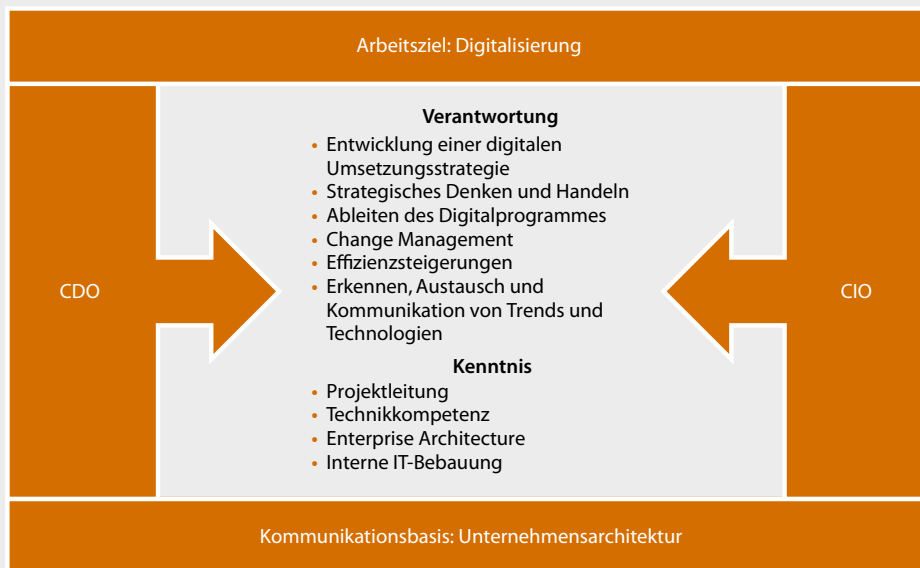 Arbeitsziel: Digitalisierung
CDO
Verantwortung
• Entwicklung einer digitalen
Umsetzungsstrategie
• Strategisches Denken und Handeln
• Ableiten des Digitalprogrammes
• Change Management
• Effizienzsteigerungen
• Erkennen, Austausch und
Kommunikation von Trends und
Technologien
Kenntnis
• Projektleitung
• Technikkompetenz
• Enterprise Architecture
• Interne IT-Bebauung
CIO
Kommunikationsbasis: Unternehmensarchitektur